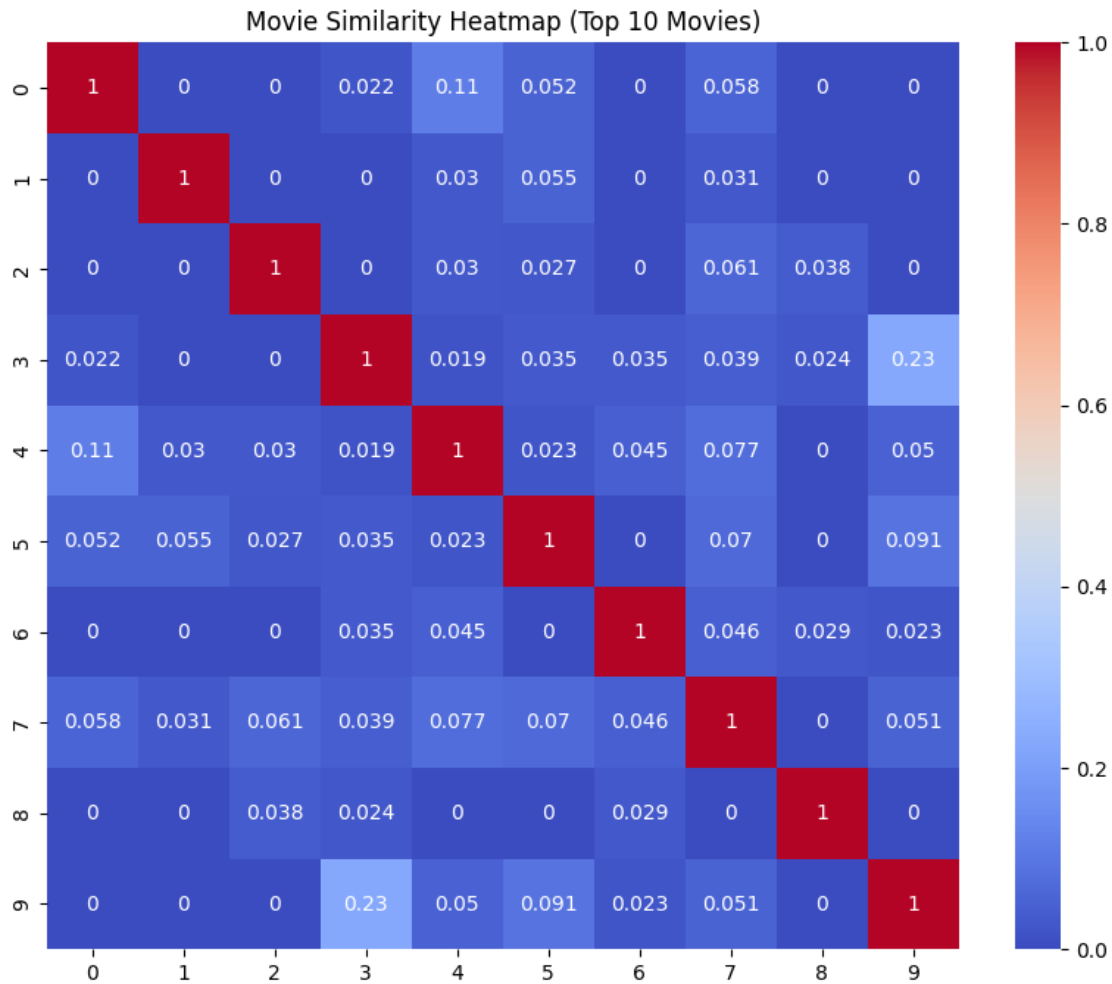 Movie Similarity Heatmap (Top 10 Movies)
0 1 0 0 0.022 0.11 0.052 0 0.058 0 0
1 0 1 0 0 0.03 0.055 0 0.031 0 0
2 0 0 1 0 0.03 0.027 0 0.061 0.038 0
3 0.022 0 0 1 0.019 0.035 0.035 0.039 0.024 0.23
4 0.11 0.03 0.03 0.019 1 0.023 0.045 0.077 0 0.05
5 0.052 0.055 0.027 0.035 0.023 1 0 0.07 0 0.091
6 0 0 0 0.035 0.045 0 1 0.046 0.029 0.023
7 0.058 0.031 0.061 0.039 0.077 0.07 0.046 1 0 0.051
8 0 0 0.038 0.024 0 0 0.029 0 1 0
9 0 0 0 0.23 0.05 0.091 0.023 0.051 0 1
0 1 2 3 4 5 6 7 8 9
1.0
0.8
0.6
0.4
0.2
0.0